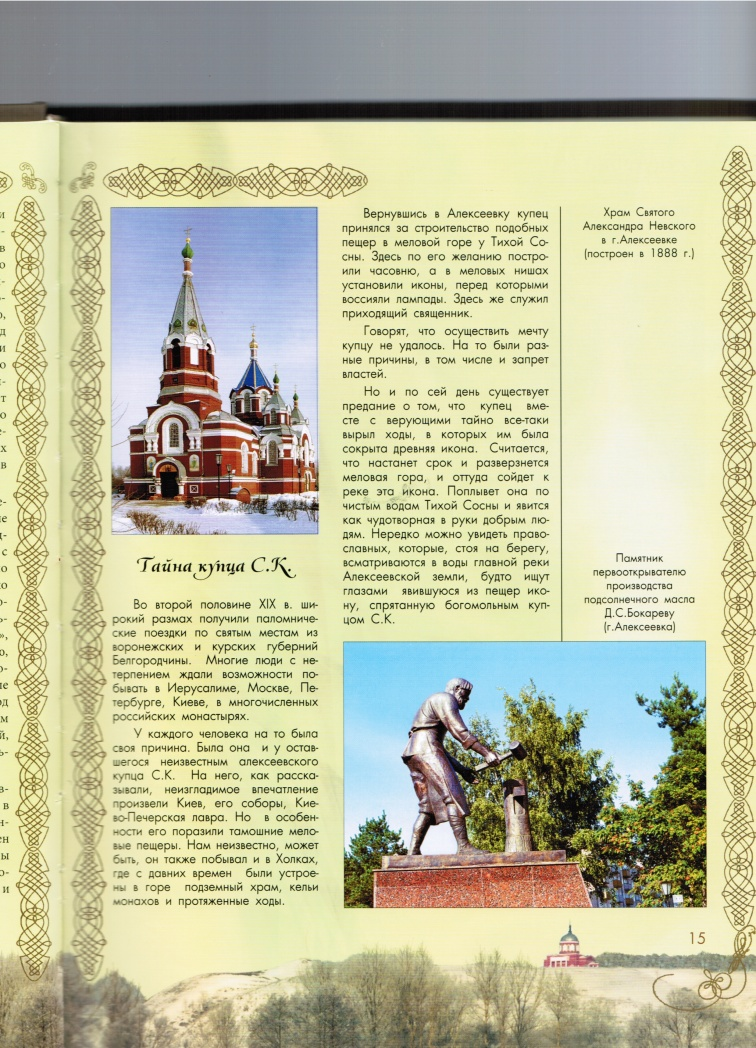 Тайна купца С.К.
Во второй половине XIX в. ши-
рокий размах получили паломниче-
ские поездки по святым местам из
воронежских и курских губерний
Белгородчины. Многие люди с не-
терпением ждали возможности по-
бывать в Иерусалиме, Москве, Пе-
тербурге, Киеве, в многочисленных
российских монастырях.
У каждого человека на то была
своя причина. Была она и у остав-
шегося неизвестным алексеевского
купца С.К. На него, как расска-
зывали, неизгладимое впечатление
произвели Киев, его соборы, Кие-
во-Печерская лавра. Но в особен-
ности его поразили тамошние мело-
вые пещеры. Нам неизвестно, может
быть, он также побывал и в Холках,
где с давних времен были устрое-
ны в горе подземный храм, кельи
монахов и протяженные ходы.
Вернувшись в Алексеевку купец
принялся за строительство подобных
пещер в меловой горе у Тихой Со-
сны. Здесь по его желанию постро-
или часовню, а в меловых нишах
установили иконы, перед которыми
воссияли лампады. Здесь же служил
приходящий священник.
Говорят, что осуществить мечту
купцу не удалось. На то были раз-
ные причины, в том числе и запрет
властей.
Но и по сей день существует
предание о том, что купец вме-
сте с верующими тайно все-таки
вырыл ходы, в которых им была
сокрыта древняя икона. Считается,
что настанет срок и разверзнется
меловая гора, и оттуда сойдет к
реке эта икона. Поплывет она по
чистым водам Тихой Сосны и явится
как чудотворная в руки добрым лю-
дям. Нередко можно увидеть право-
славных, которые, стоя на берегу,
всматриваются в воды главной реки
Алексеевской земли, будто ищут
глазами явившуюся из пещер ико-
ну, спрятанную богомольным куп-
цом С.К.
Храм Святого
Александра Невского
в г.Алексеевке
(построен в 1888 г.)
Памятник
первооткрывателю
производства
подсолнечного масла
Д.С.Бокареву
(г.Алексеевка)
15